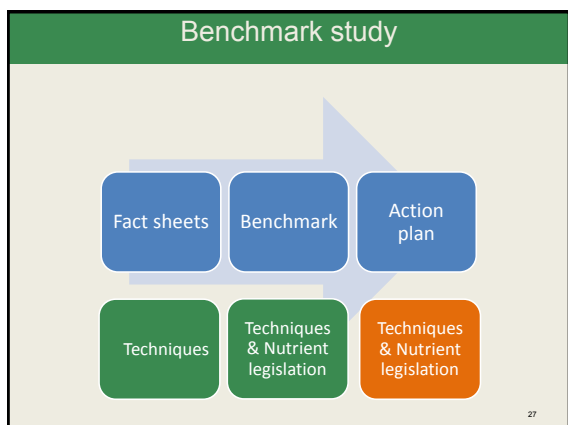 Benchmark study
Fact sheets
Benchmark
Action
plan
Techniques
Techniques
& Nutrient
legislation
Techniques
& Nutrient
legislation
27